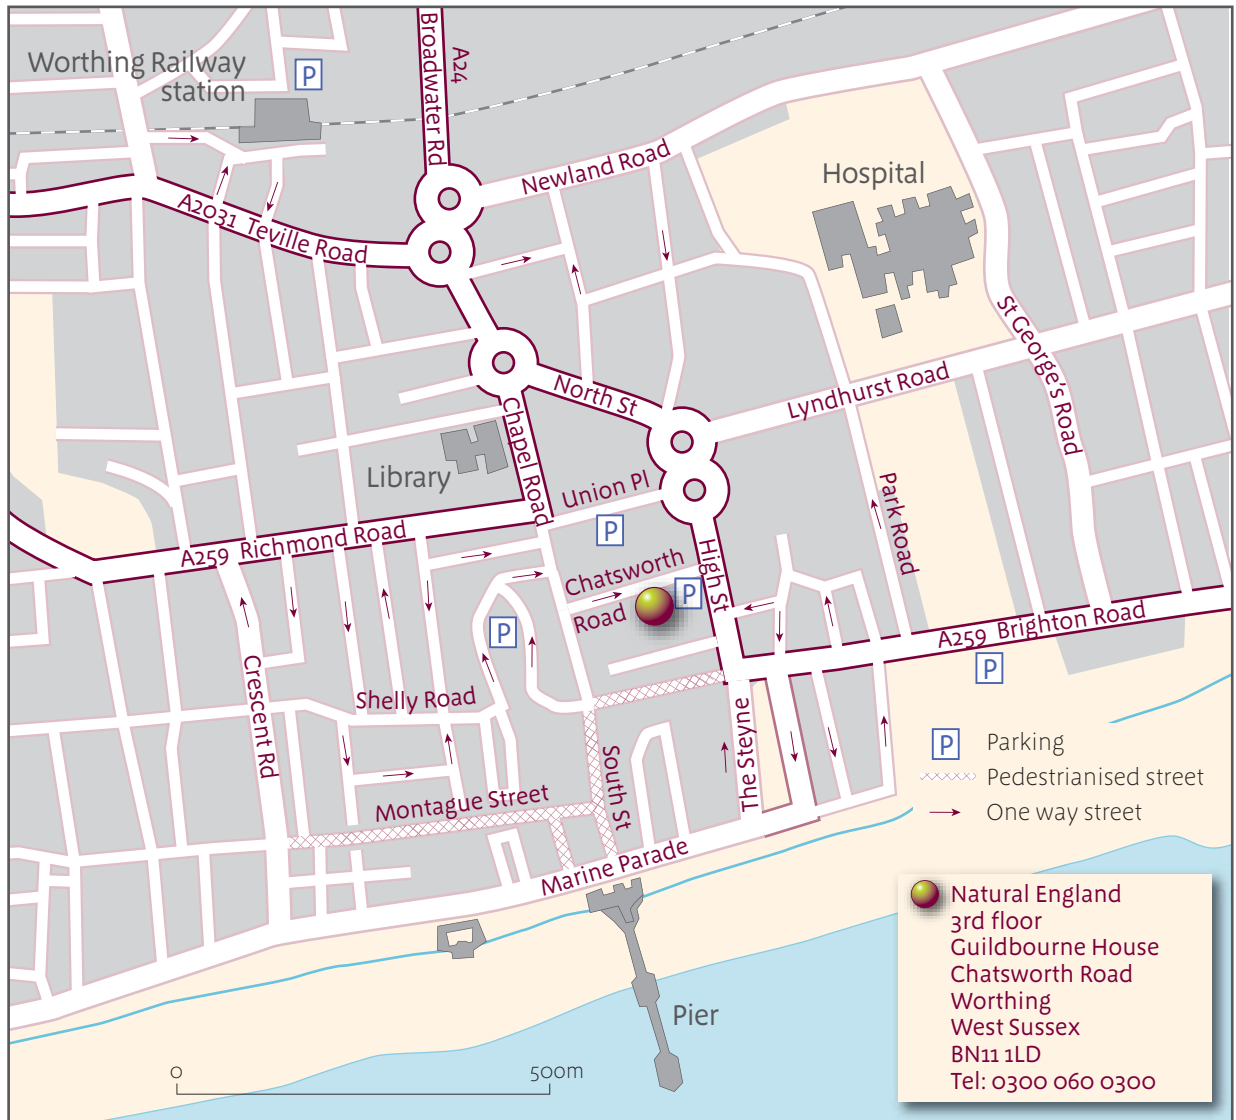 Worthing Railway
station
P
Broadwater Rd
A24
Newland Road
Hospital
A2031 Teville Road
North St
Lyndhurst Road
St George's Road
Chapel Road
Library
Union Pl
P
A259 Richmond Road
Park Road
Chatsworth
Road
P
High St
P
A259 Brighton Road
P
Crescent Rd
Shelly Road
South St
The Steyne
Montague Street
Marine Parade
P Parking
Pedestrianised street
One way street
Pier
0 500m
Natural England
3rd floor
Guildbourne House
Chatsworth Road
Worthing
West Sussex
BN11 1LD
Tel: 0300 060 0300